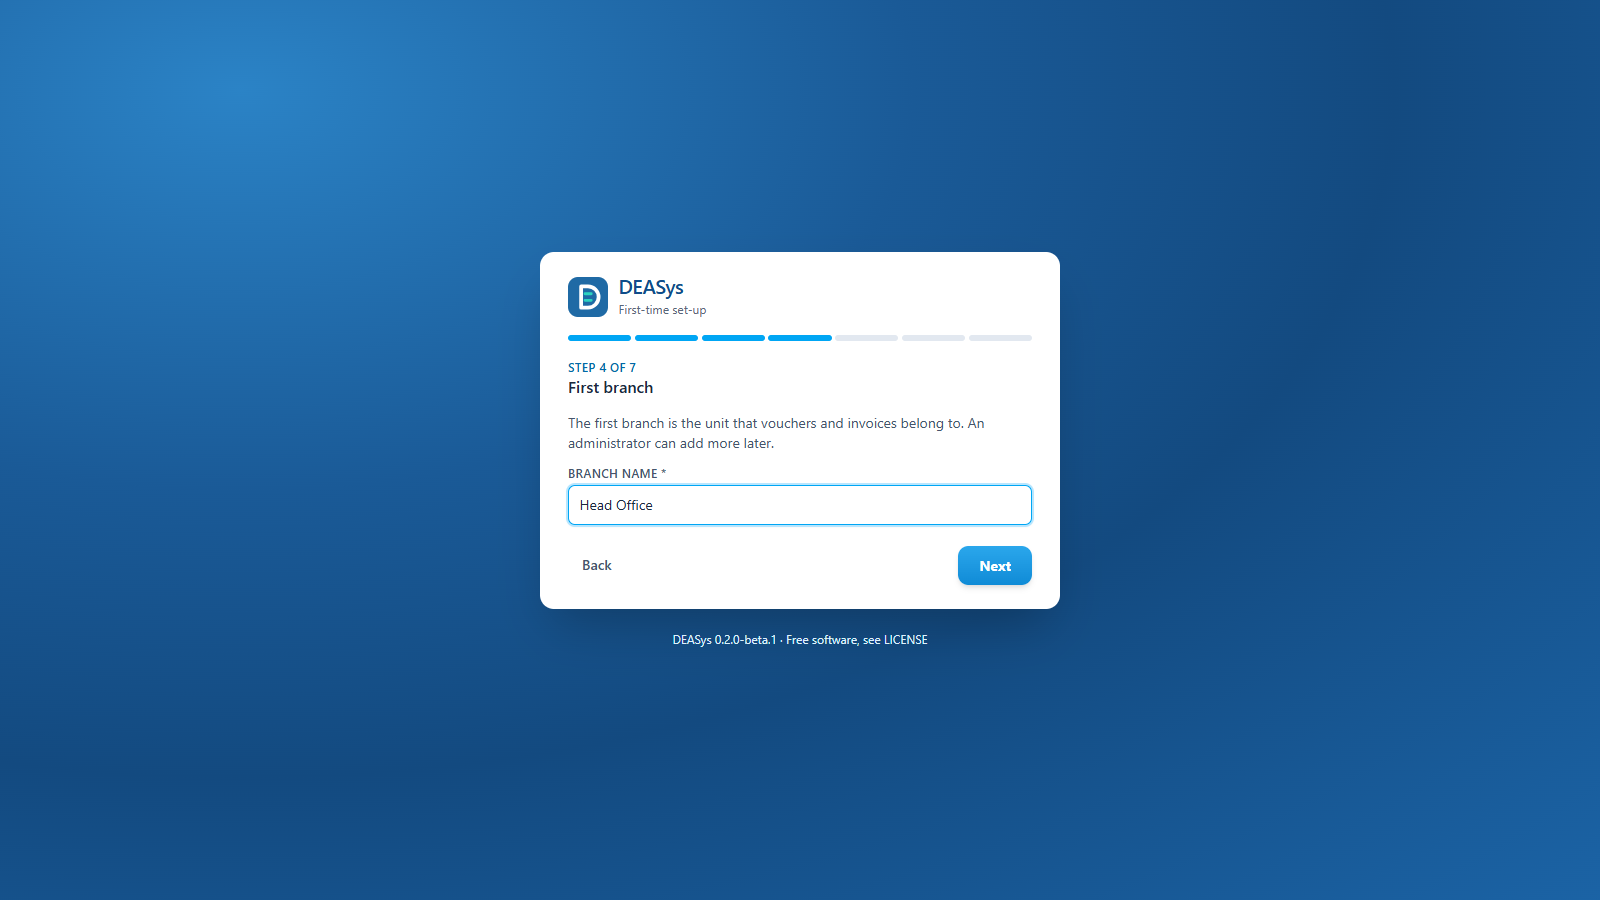 DEASys
First-time set-up
STEP 4 OF 7
First branch
The first branch is the unit that vouchers and invoices belong to. An
administrator can add more later.
BRANCH NAME *
Head Office
Back
Next
DEASys 0.2.0-beta.1 · Free software, see LICENSE